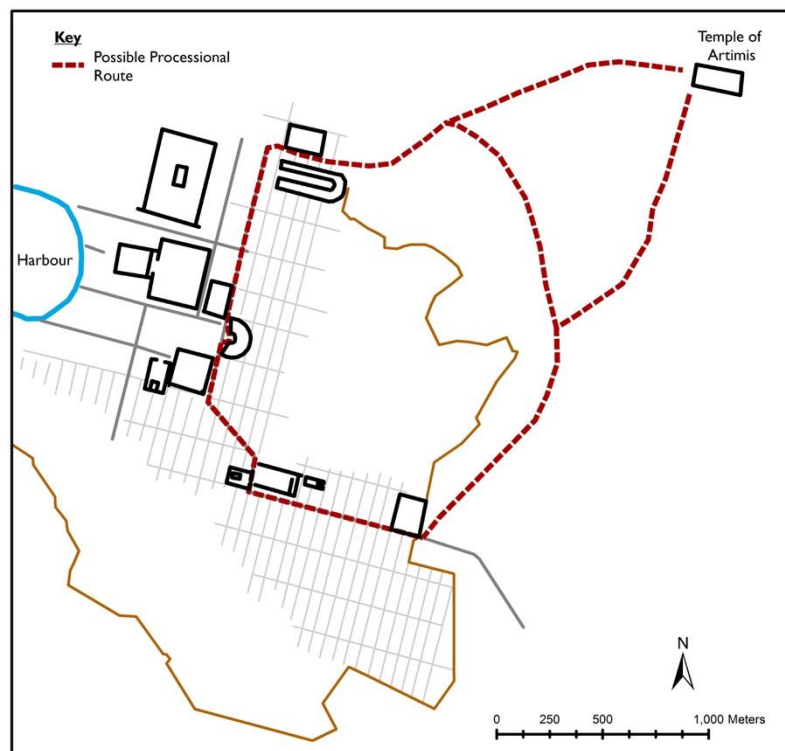 Key
Possible Processional
Route
Temple of
Artimis
Harbour
N
0 250 500 1,000 Meters